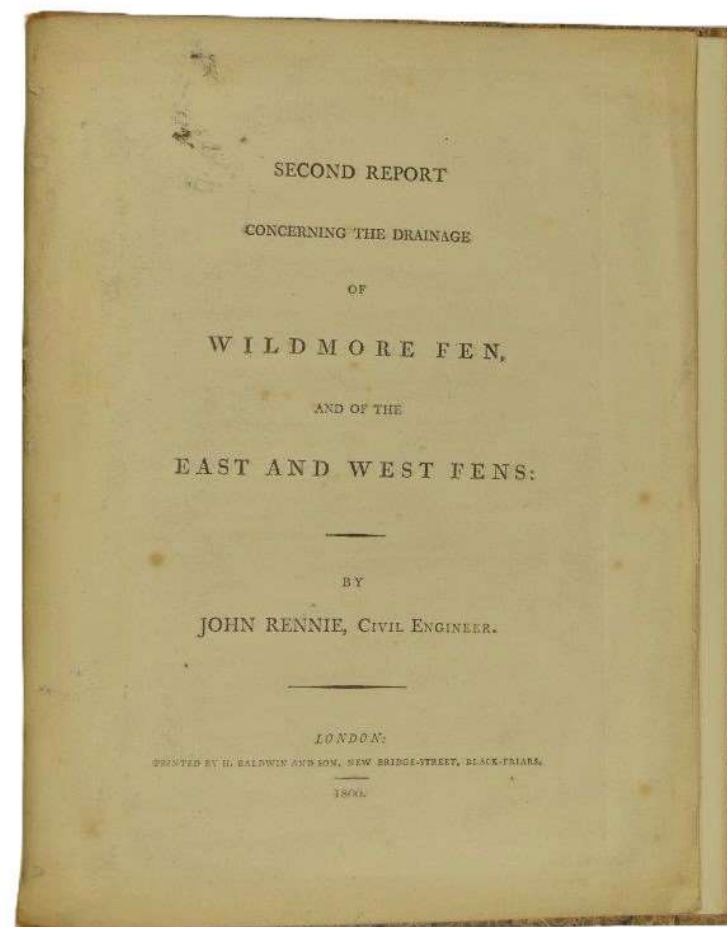 SECOND REPORT
CONCERNING THE DRAINAGE
OF
WILDMORE FEN,
AND OF THE
EAST AND WEST FENS:
BY
JOHN RENNIE, CIVIL ENGINEER.
LONDON:
PRINTED BY H. BALDWIN AND SON, NEW BRIDGE-STREET, BLACK-FRIARS.
1800.